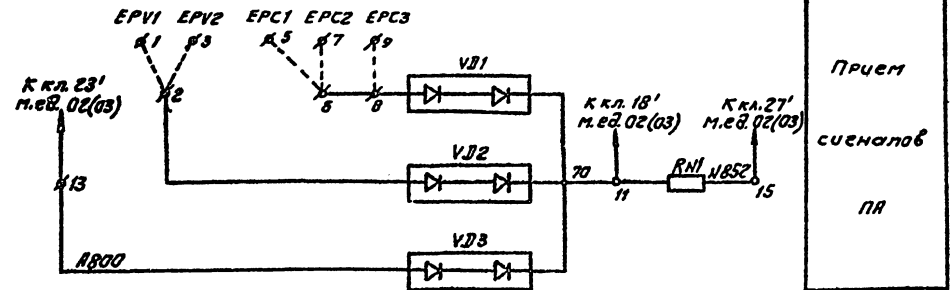 EPV1 EPV2 EPC1 EPC2 EPC3
1 3 5 7 9
К кл. 23'
м.ед. 02(03)
2
6 8
VD1
К кл. 18'
м.ед. 02(03)
К кл. 27'
м.ед. 02(03)
13
VD2
70
11
RN1
N852
15
A800
VD3
Прием
сигналов
ПА